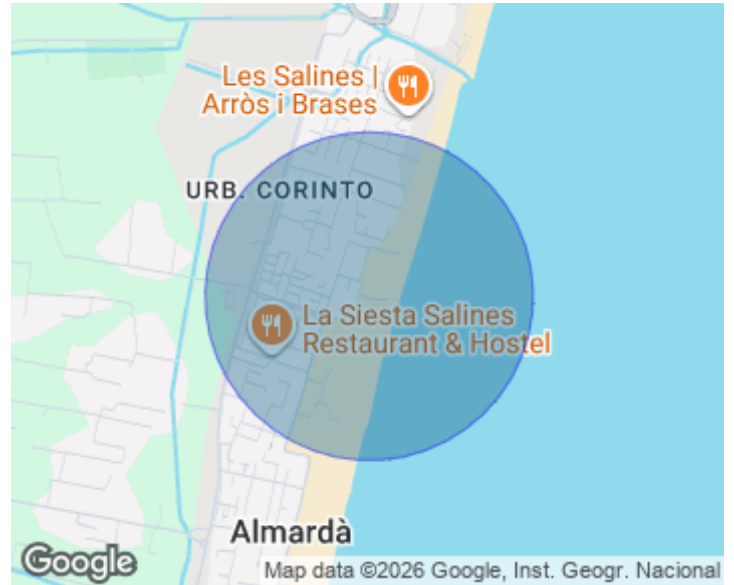 Les Salines |
Arròs i Brases
URB. CORINTO
La Siesta Salines
Restaurant & Hostel
Almardà
Google
Map data ©2026 Google, Inst. Geogr. Nacional